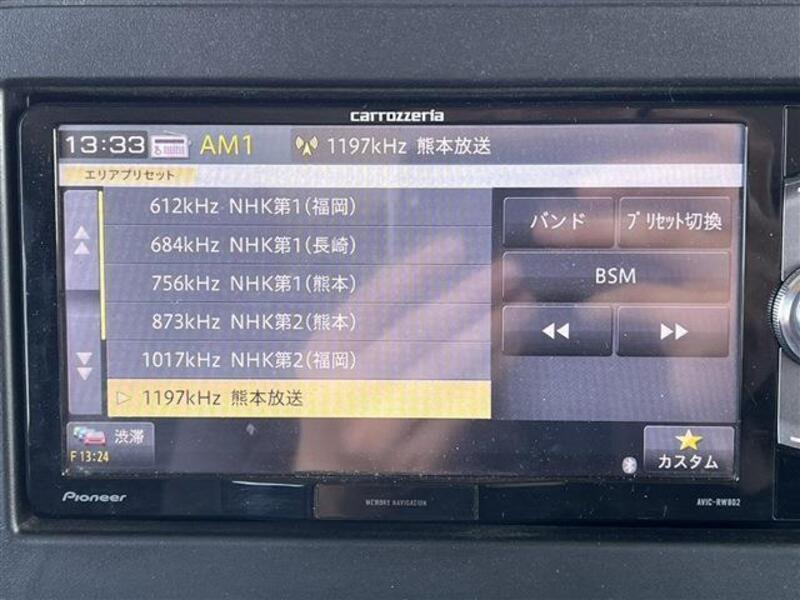 carrozzeria
13:33 AM1 1197kHz 熊本放送
エリアプリセット
612kHz NHK第1(福岡)
684kHz NHK第1(長崎)
756kHz NHK第1(熊本)
873kHz NHK第2(熊本)
1017kHz NHK第2(福岡)
▷ 1197kHz 熊本放送
バンド
プリセット切換
BSM
渋滞
F 13:24
カスタム
Pioneer
MEMORY NAVIGATION
AVIC-RW802